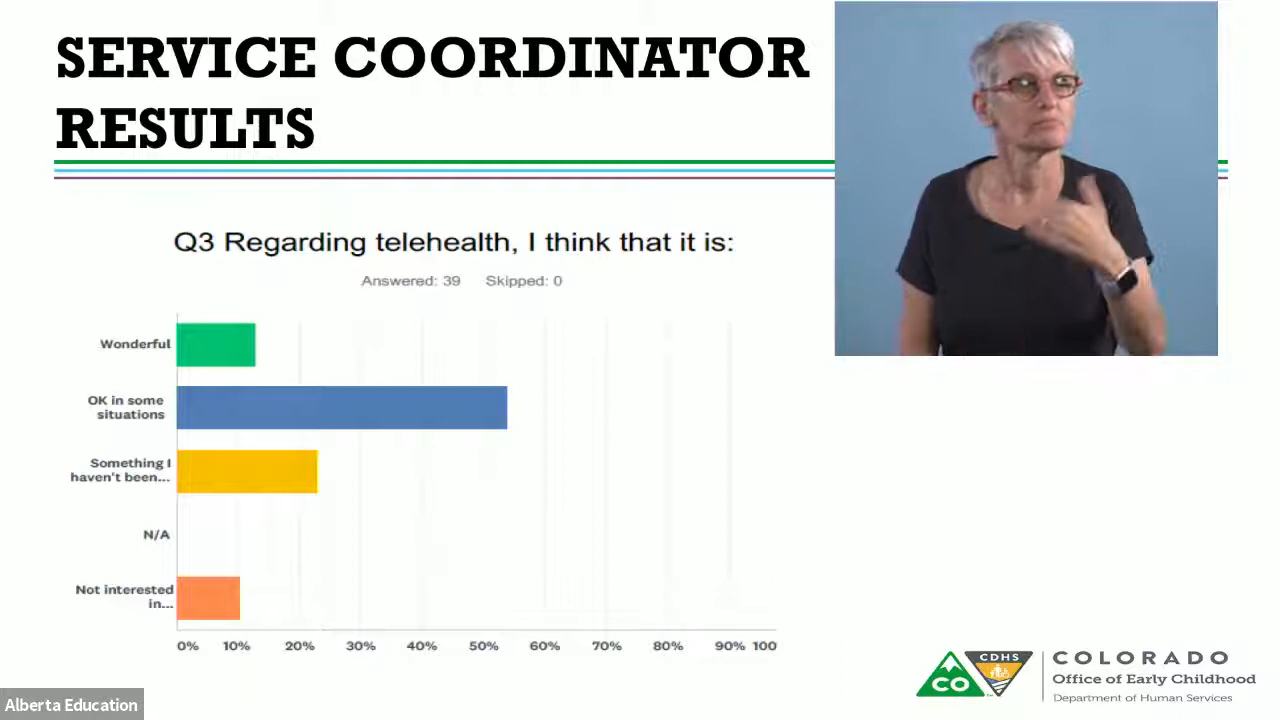 SERVICE COORDINATOR
RESULTS
Q3 Regarding telehealth, I think that it is:
Answered: 39 Skipped: 0
Wonderful
OK in some
situations
Something I
haven't been...
N/A
Not interested
in...
0% 10% 20% 30% 40% 50% 60% 70% 80% 90% 100
CO
CDHS
COLORADO
Office of Early Childhood
Department of Human Services
Alberta Education